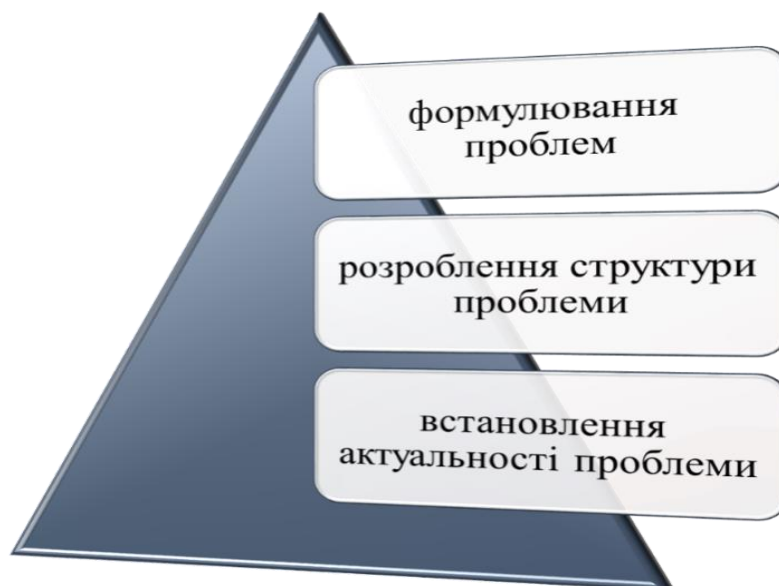 формулювання
проблем
розроблення структури
проблеми
встановлення
актуальності проблеми